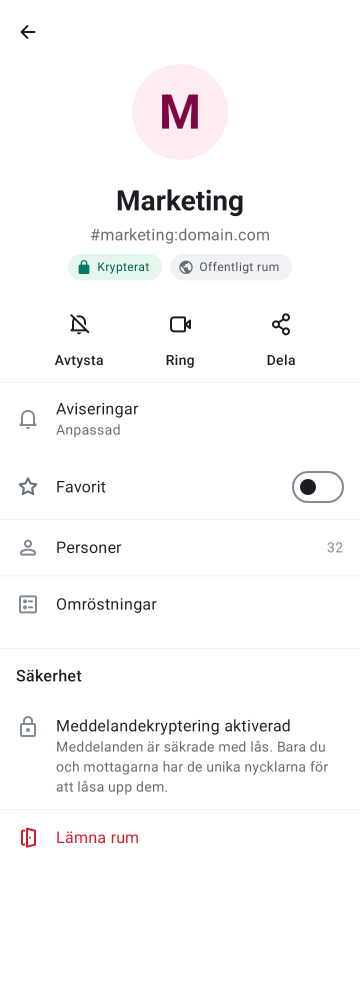 M
Marketing
#marketing:domain.com
Krypterat
Offentligt rum
Avtysta
Ring
Dela
Aviseringar
Anpassad
Favorit
Personer
32
Omröstningar
Säkerhet
Meddelandekryptering aktiverad
Meddelanden är säkrade med lås. Bara du
och mottagarna har de unika nycklarna för
att låsa upp dem.
Lämna rum